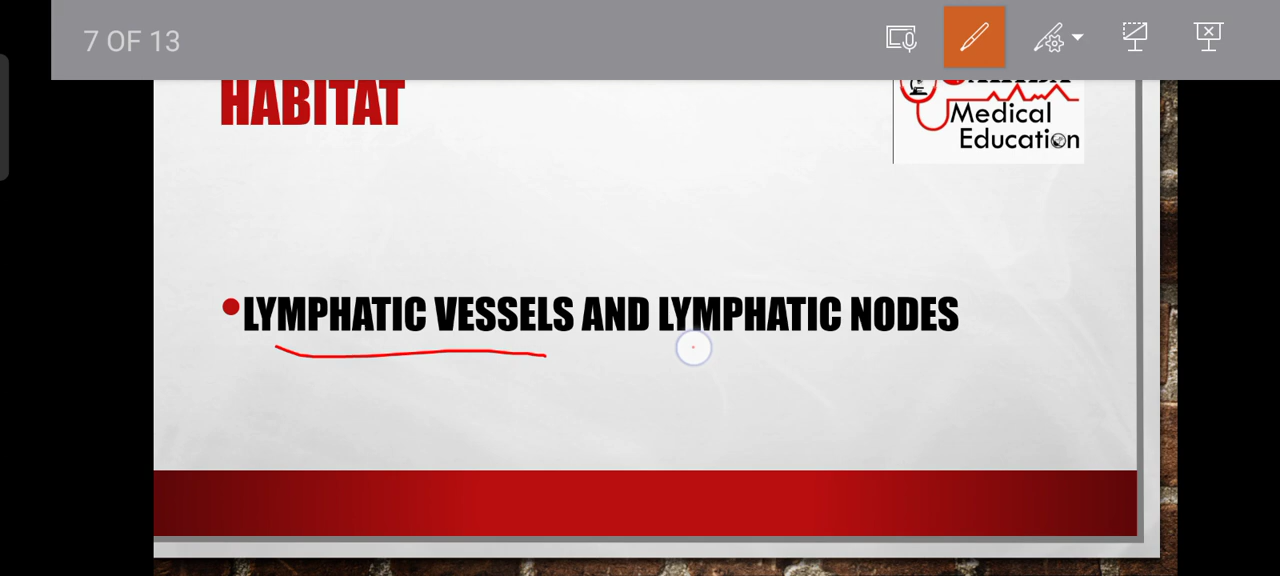 7 OF 13
HABITAT
Medical
Education
•LYMPHATIC VESSELS AND LYMPHATIC NODES